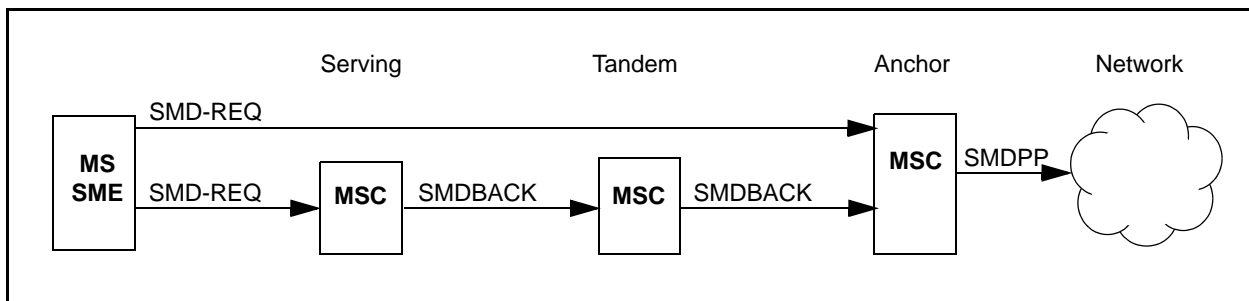 Serving Tandem Anchor Network
SMD-REQ
MS
SME
MSC
SMDPP
SMD-REQ
MSC
SMDBACK
MSC
SMDBACK